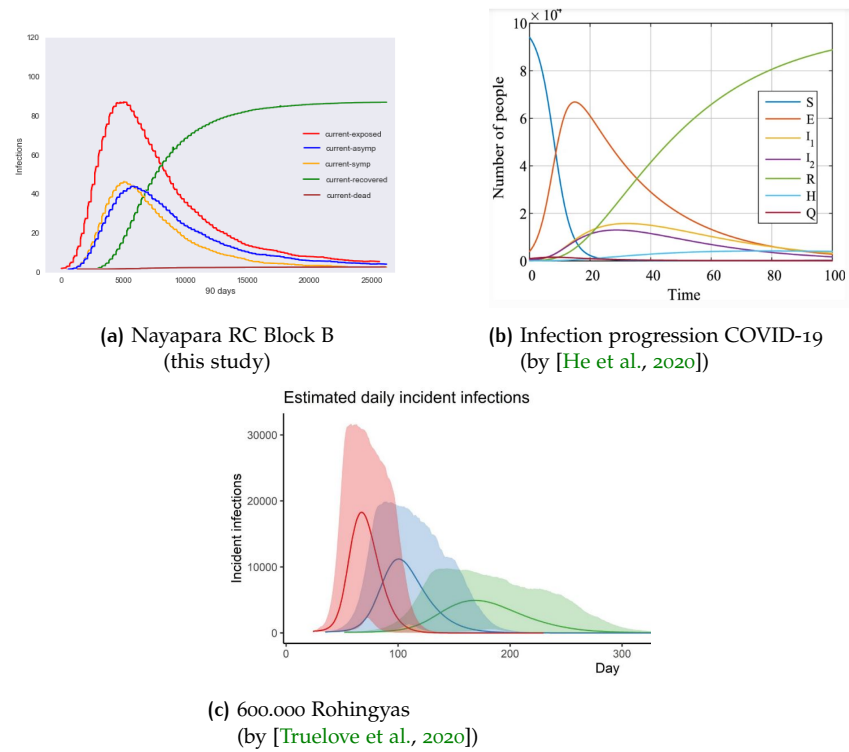 120
100
80
60
40
20
0
Infections
current-exposed
current-asymp
current-symp
current-recovered
current-dead
0 5000 10000 15000 20000 25000
90 days
(a) Nayapara RC Block B
(this study)
10 × 10⁴
8
6
4
2
0
Number of people
S
E
I₁
I₂
R
H
Q
0 20 40 60 80 100
Time
(b) Infection progression COVID-19
(by [He et al., 2020])
Estimated daily incident infections
30000
20000
10000
0
Incident infections
0 100 200 300
Day
(c) 600.000 Rohingyas
(by [Truelove et al., 2020])